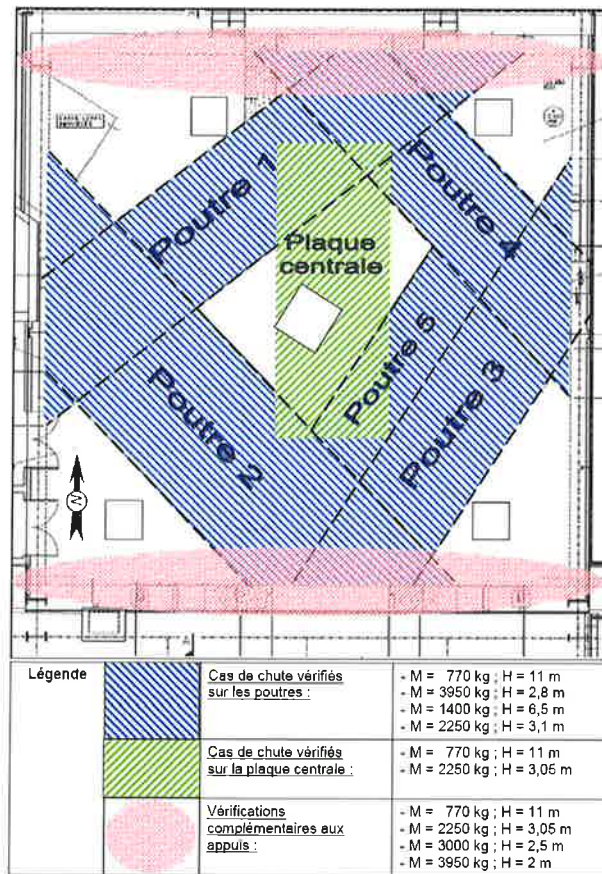 Poutre 1
Poutre 4
Plaque
centrale
Poutre 5
Poutre 3
Poutre 2
N
Légende
Cas de chute vérifiés
sur les poutres :
- M = 770 kg ; H = 11 m
- M = 3950 kg ; H = 2,8 m
- M = 1400 kg ; H = 6,5 m
- M = 2250 kg ; H = 3,1 m
Cas de chute vérifiés
sur la plaque centrale :
- M = 770 kg ; H = 11 m
- M = 2250 kg ; H = 3,05 m
Vérifications
complémentaires aux
appuis :
- M = 770 kg ; H = 11 m
- M = 2250 kg ; H = 3,05 m
- M = 3000 kg ; H = 2,5 m
- M = 3950 kg ; H = 2 m